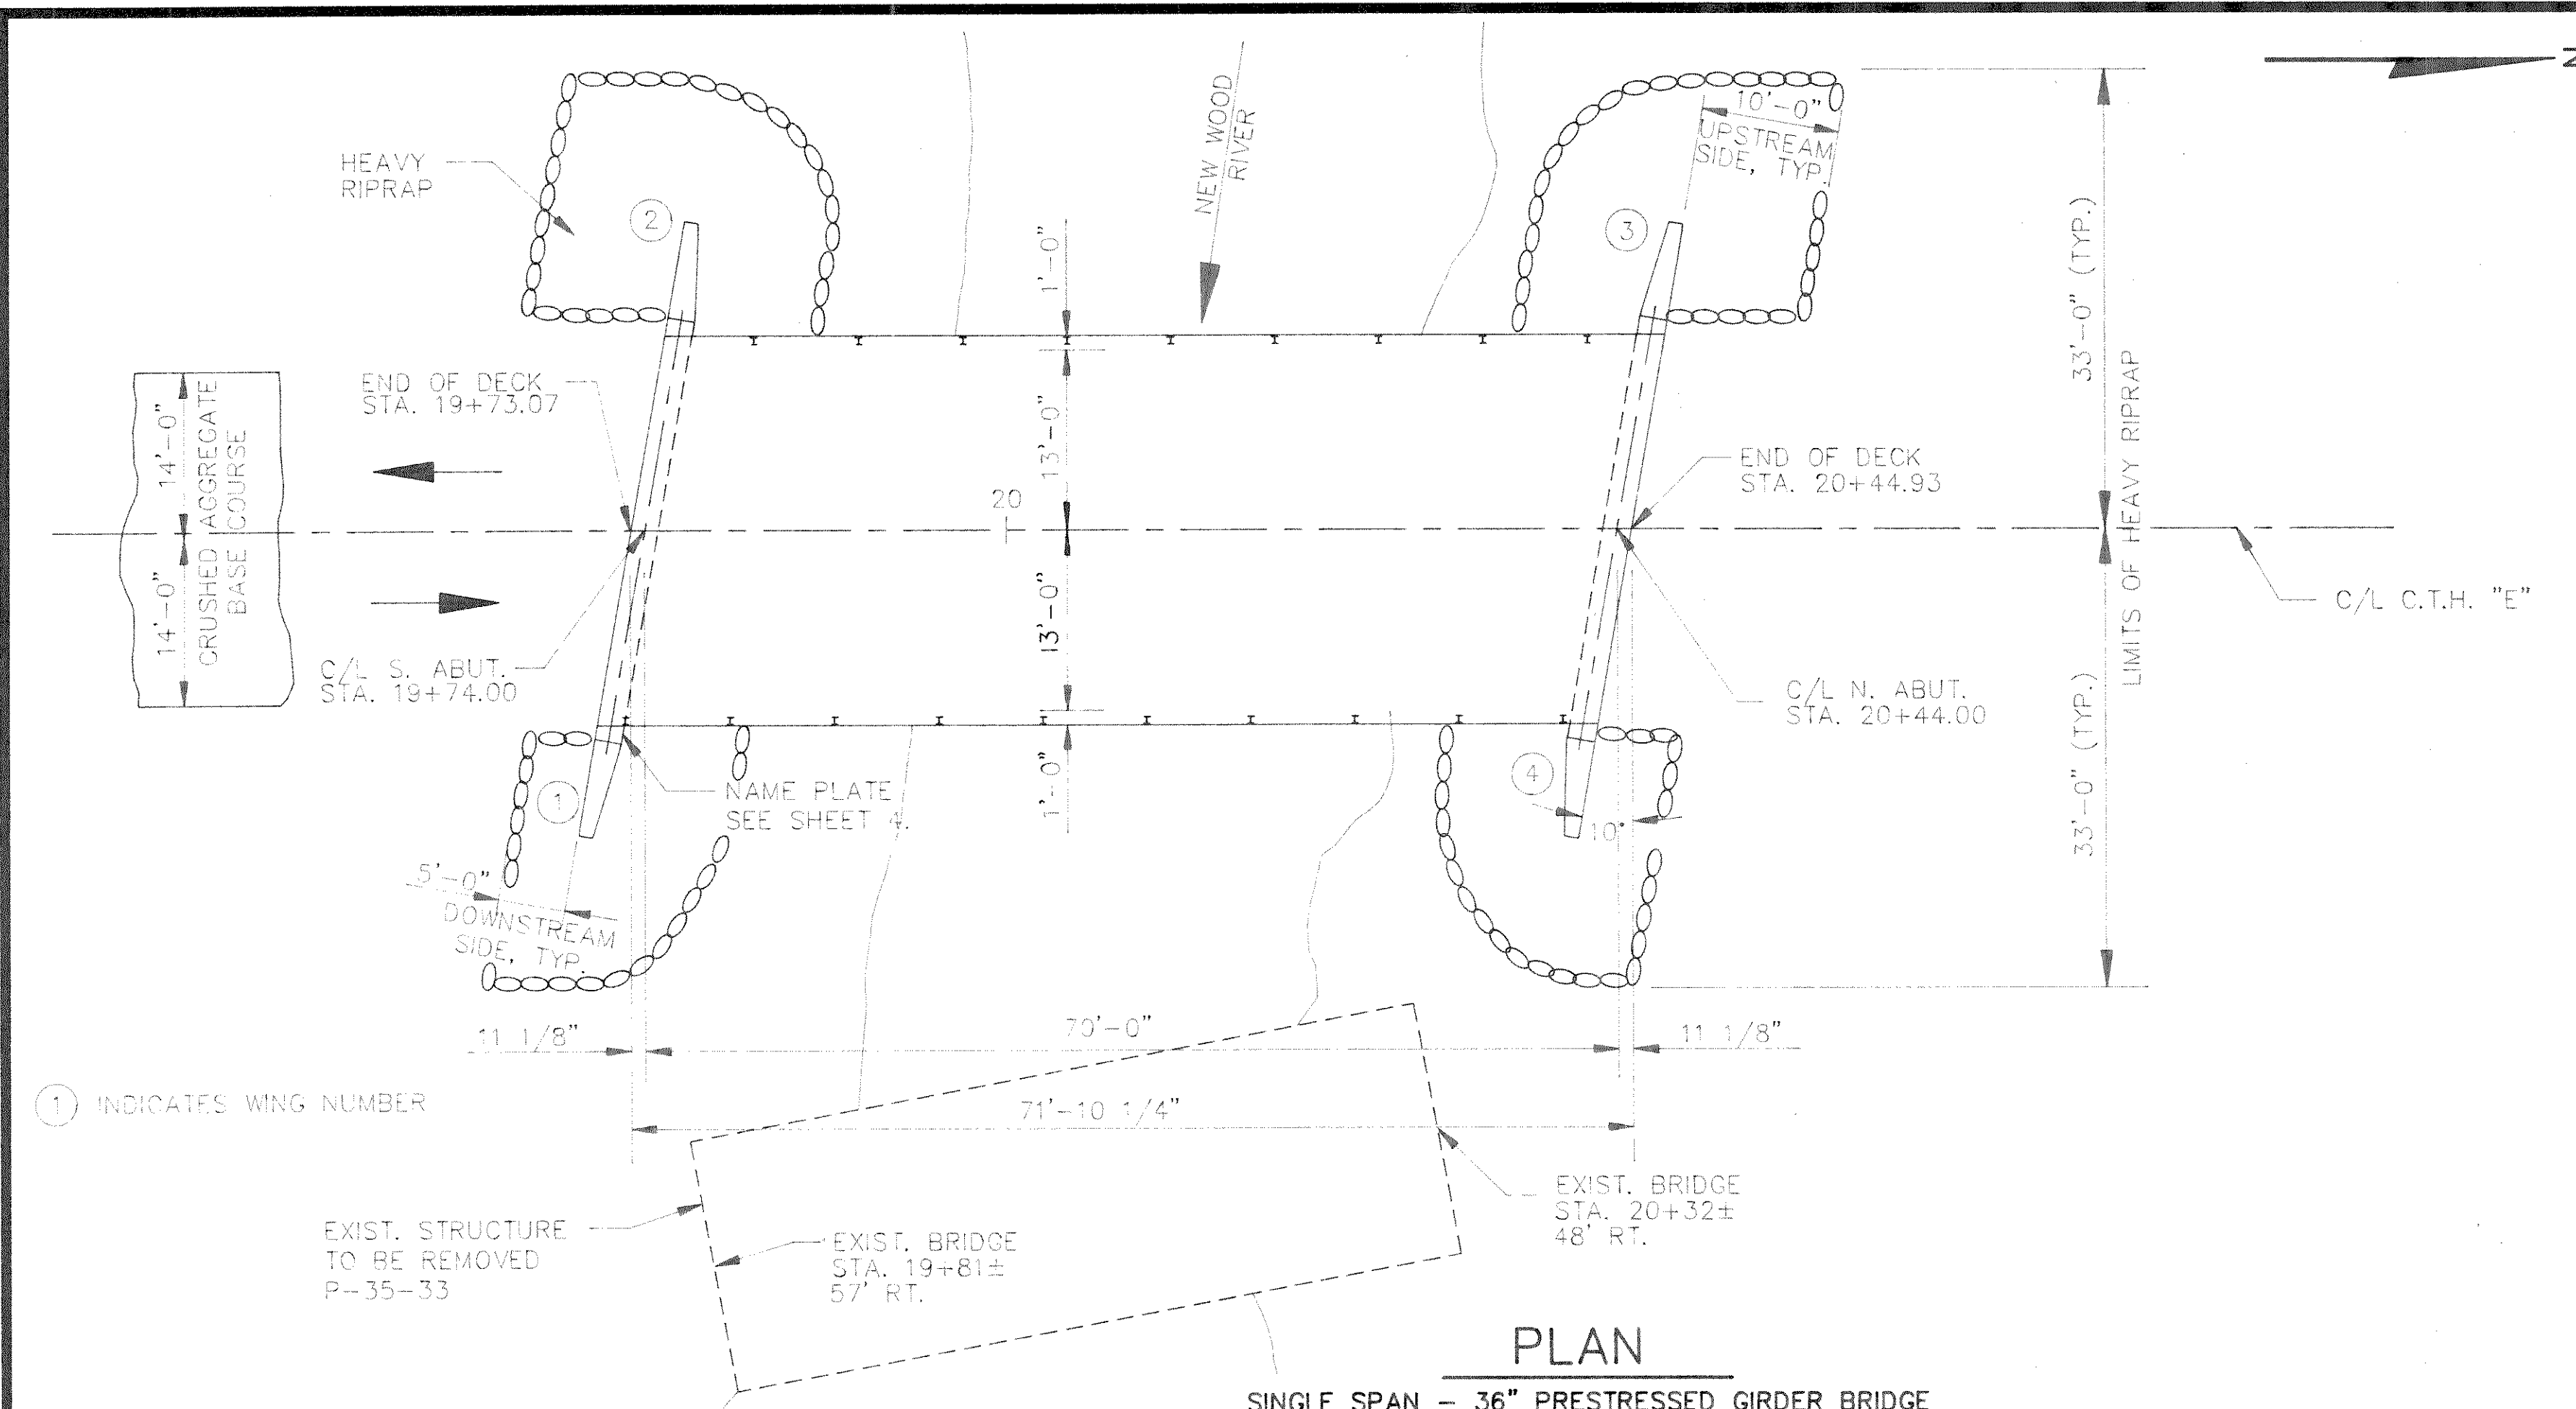 N
HEAVY
RIPRAP
2
NEW WOOD
RIVER
1'-0"
3
10'-0"
UPSTREAM
SIDE, TYP.
33'-0" (TYP.)
14'-0"
CRUSHED AGGREGATE
BASE COURSE
14'-0"
END OF DECK
STA. 19+73.07
13'-0"
20
13'-0"
END OF DECK
STA. 20+44.93
LIMITS OF HEAVY RIPRAP
C/L C.T.H. "E"
C/L S. ABUT.
STA. 19+74.00
C/L N. ABUT.
STA. 20+44.00
33'-0" (TYP.)
1
NAME PLATE
SEE SHEET 4.
1'-0"
4
10°
5'-0"
DOWNSTREAM
SIDE, TYP.
11 1/8"
70'-0"
11 1/8"
1 INDICATES WING NUMBER
71'-10 1/4"
EXIST. STRUCTURE
TO BE REMOVED
P-35-33
EXIST. BRIDGE
STA. 19+81±
57' RT.
EXIST. BRIDGE
STA. 20+32±
48' RT.
PLAN
SINGLE SPAN - 36" PRESTRESSED GIRDER BRIDGE